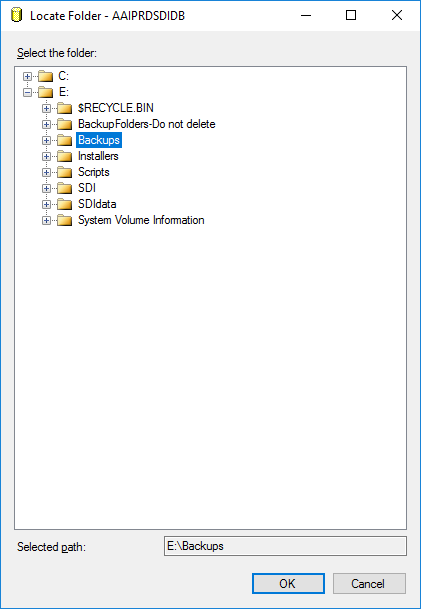 Locate Folder - AAIPRDSDIDB
Select the folder:
C:
E:
$RECYCLE.BIN
BackupFolders-Do not delete
Backups
Installers
Scripts
SDI
SDIdata
System Volume Information
Selected path: E:\Backups
OK Cancel